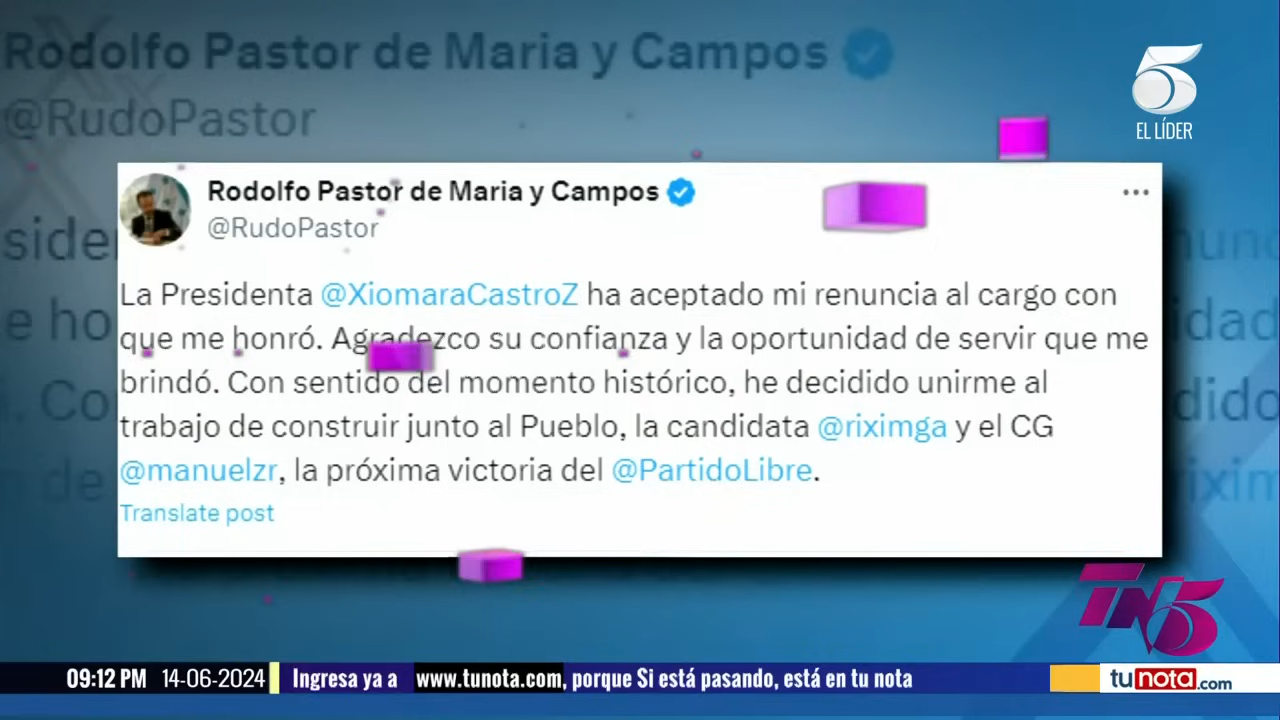 Rodolfo Pastor de Maria y Campos
@RudoPastor
5
EL LÍDER
Rodolfo Pastor de Maria y Campos
@RudoPastor
La Presidenta @XiomaraCastroZ ha aceptado mi renuncia al cargo con
que me honró. Agradezco su confianza y la oportunidad de servir que me
brindó. Con sentido del momento histórico, he decidido unirme al
trabajo de construir junto al Pueblo, la candidata @riximga y el CG
@manuelzr, la próxima victoria del @PartidoLibre.
Translate post
TN5
09:12 PM 14-06-2024 Ingresa ya a www.tunota.com, porque Si está pasando, está en tu nota tunota.com